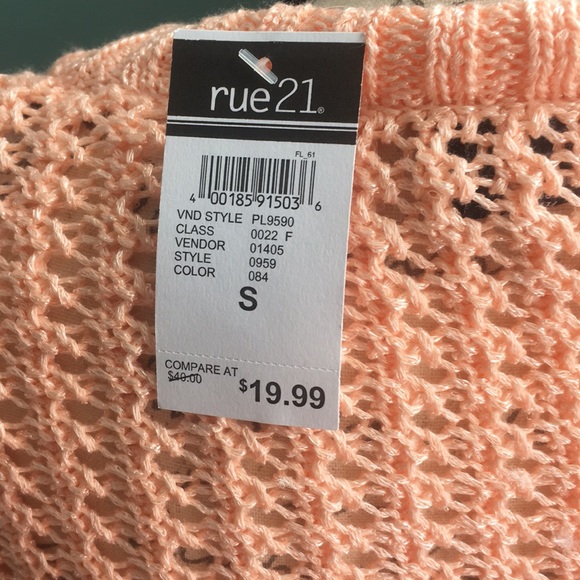 rue21®
FL_61
4 00185 91503 6
VND STYLE PL9590
CLASS 0022 F
VENDOR 01405
STYLE 0959
COLOR 084
S
COMPARE AT
$40.00
$19.99